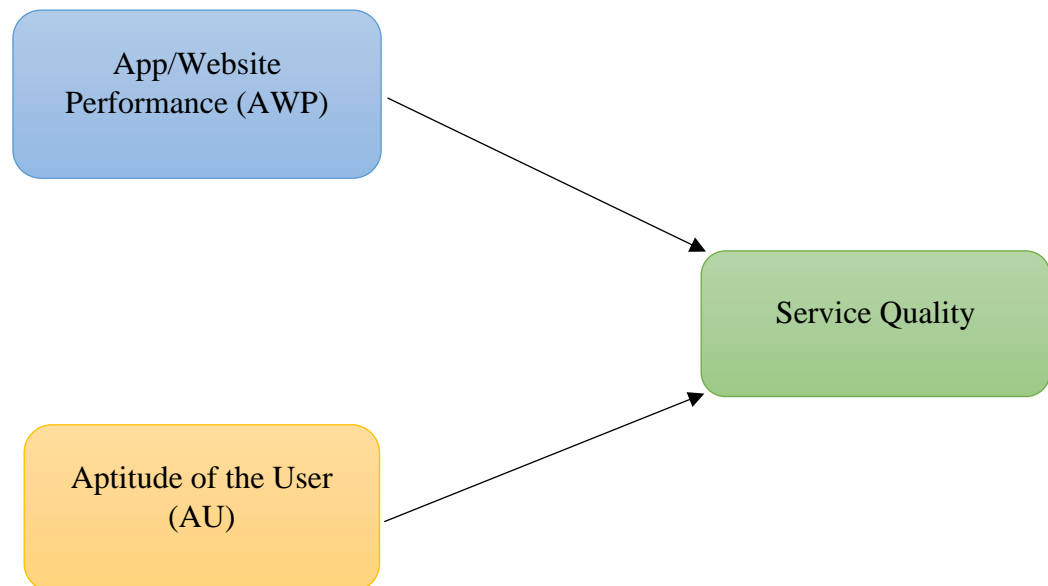 App/Website
Performance (AWP)
Service Quality
Aptitude of the User
(AU)